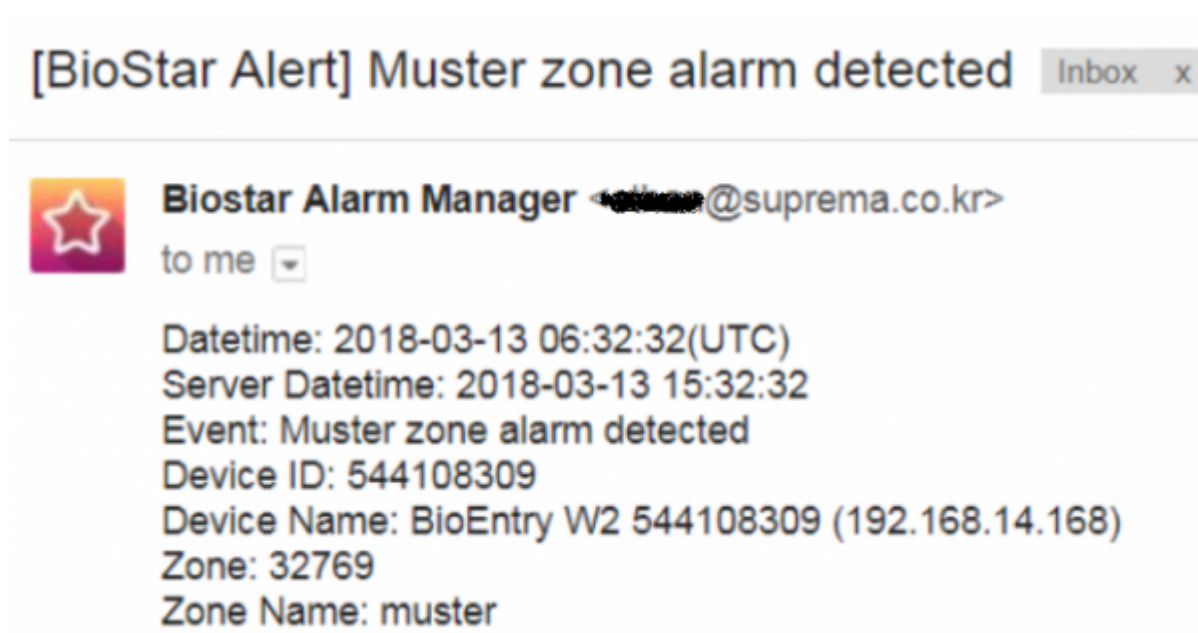 [BioStar Alert] Muster zone alarm detected Inbox x
Biostar Alarm Manager < @suprema.co.kr>
to me
Datetime: 2018-03-13 06:32:32(UTC)
Server Datetime: 2018-03-13 15:32:32
Event: Muster zone alarm detected
Device ID: 544108309
Device Name: BioEntry W2 544108309 (192.168.14.168)
Zone: 32769
Zone Name: muster